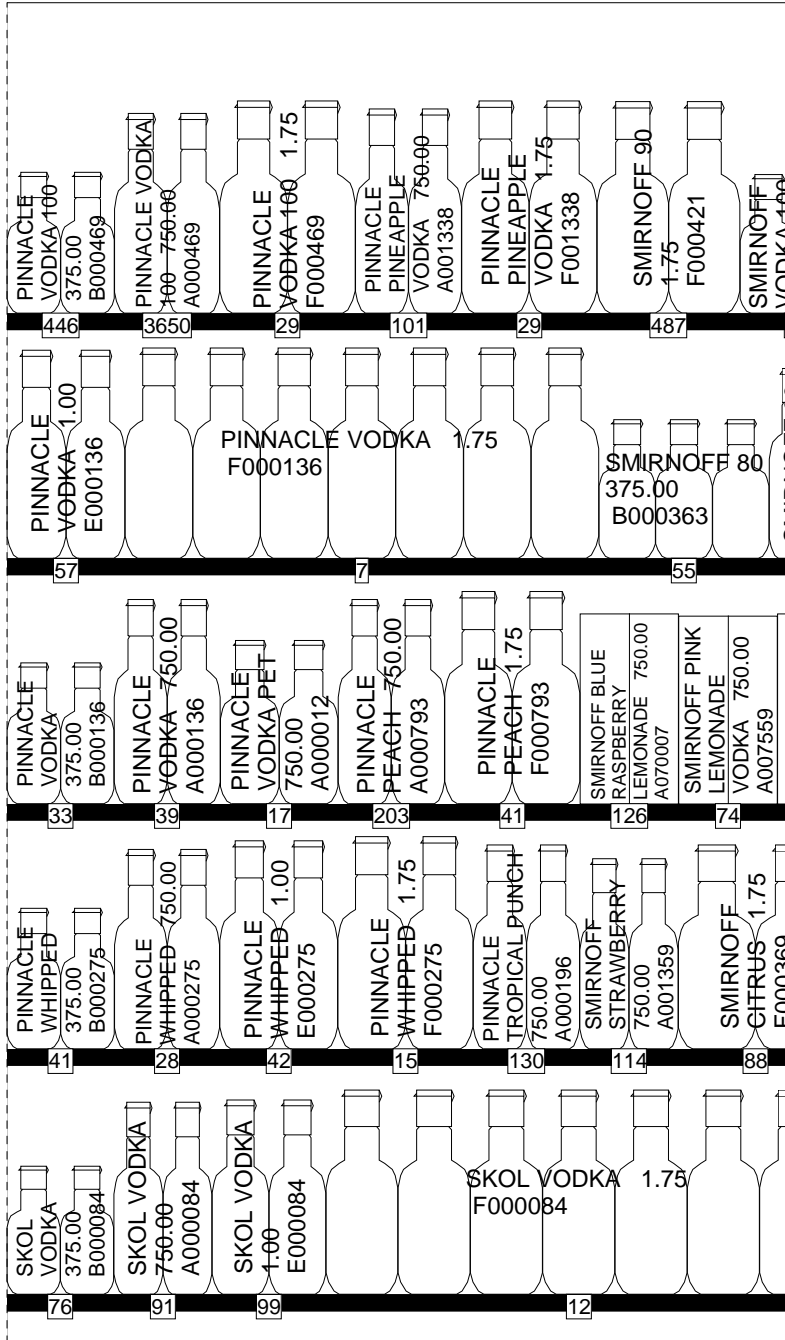 PINNACLE
VODKA 100
375.00
B000469
PINNACLE VODKA
100 750.00
A000469
PINNACLE
VODKA 100 1.75
F000469
PINNACLE
PINEAPPLE
VODKA 750.00
A001338
PINNACLE
PINEAPPLE
VODKA 1.75
F001338
SMIRNOFF 90
1.75
F000421
SMIRNOFF
VODKA 100
446
3650
29
101
29
487
PINNACLE
VODKA 1.00
E000136
PINNACLE VODKA 1.75
F000136
SMIRNOFF 80
375.00
B000363
57
7
55
PINNACLE
VODKA
375.00
B000136
PINNACLE
VODKA 750.00
A000136
PINNACLE
VODKA PET
750.00
A000012
PINNACLE
PEACH 750.00
A000793
PINNACLE
PEACH 1.75
F000793
SMIRNOFF BLUE
RASPBERRY
LEMONADE 750.00
A070007
SMIRNOFF PINK
LEMONADE
VODKA 750.00
A007559
33
39
17
203
41
126
74
PINNACLE
WHIPPED
375.00
B000275
PINNACLE
WHIPPED 750.00
A000275
PINNACLE
WHIPPED 1.00
E000275
PINNACLE
WHIPPED 1.75
F000275
PINNACLE
TROPICAL PUNCH
750.00
A000196
SMIRNOFF
STRAWBERRY
750.00
A001359
SMIRNOFF
CITRUS 1.75
F000369
41
28
42
15
130
114
88
SKOL
VODKA
375.00
B000084
SKOL VODKA
750.00
A000084
SKOL VODKA
1.00
E000084
SKOL VODKA 1.75
F000084
76
91
99
12